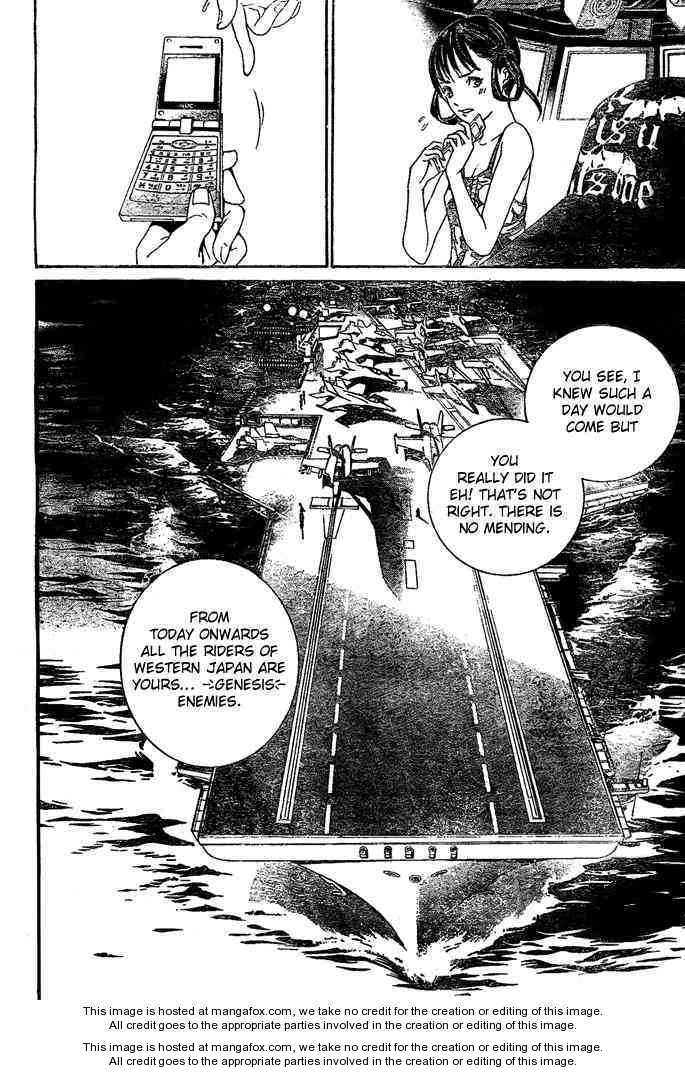 is u
YOU SEE, I
KNEW SUCH A
DAY WOULD
COME BUT
YOU
REALLY DID IT
EH! THAT'S NOT
RIGHT. THERE IS
NO MENDING.
FROM
TODAY ONWARDS
ALL THE RIDERS OF
WESTERN JAPAN ARE
YOURS... -›GENESIS‹-
ENEMIES.
This image is hosted at mangafox.com, we take no credit for the creation or editing of this image.
All credit goes to the appropriate parties involved in the creation or editing of this image.
This image is hosted at mangafox.com, we take no credit for the creation or editing of this image.
All credit goes to the appropriate parties involved in the creation or editing of this image.